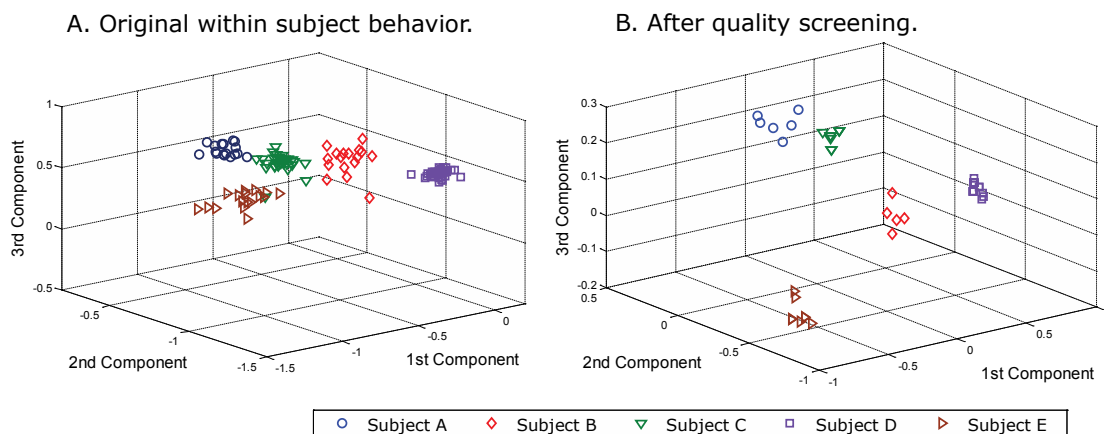 A. Original within subject behavior.
1
0.5
0
-0.5
3rd Component
-0.5
-1
-1.5
2nd Component
-1.5
-1
-0.5
0
1st Component
B. After quality screening.
0.3
0.2
0.1
0
-0.1
-0.2
3rd Component
0.5
0
-0.5
-1
2nd Component
-1
-0.5
0
0.5
1st Component
Subject A Subject B Subject C Subject D Subject E